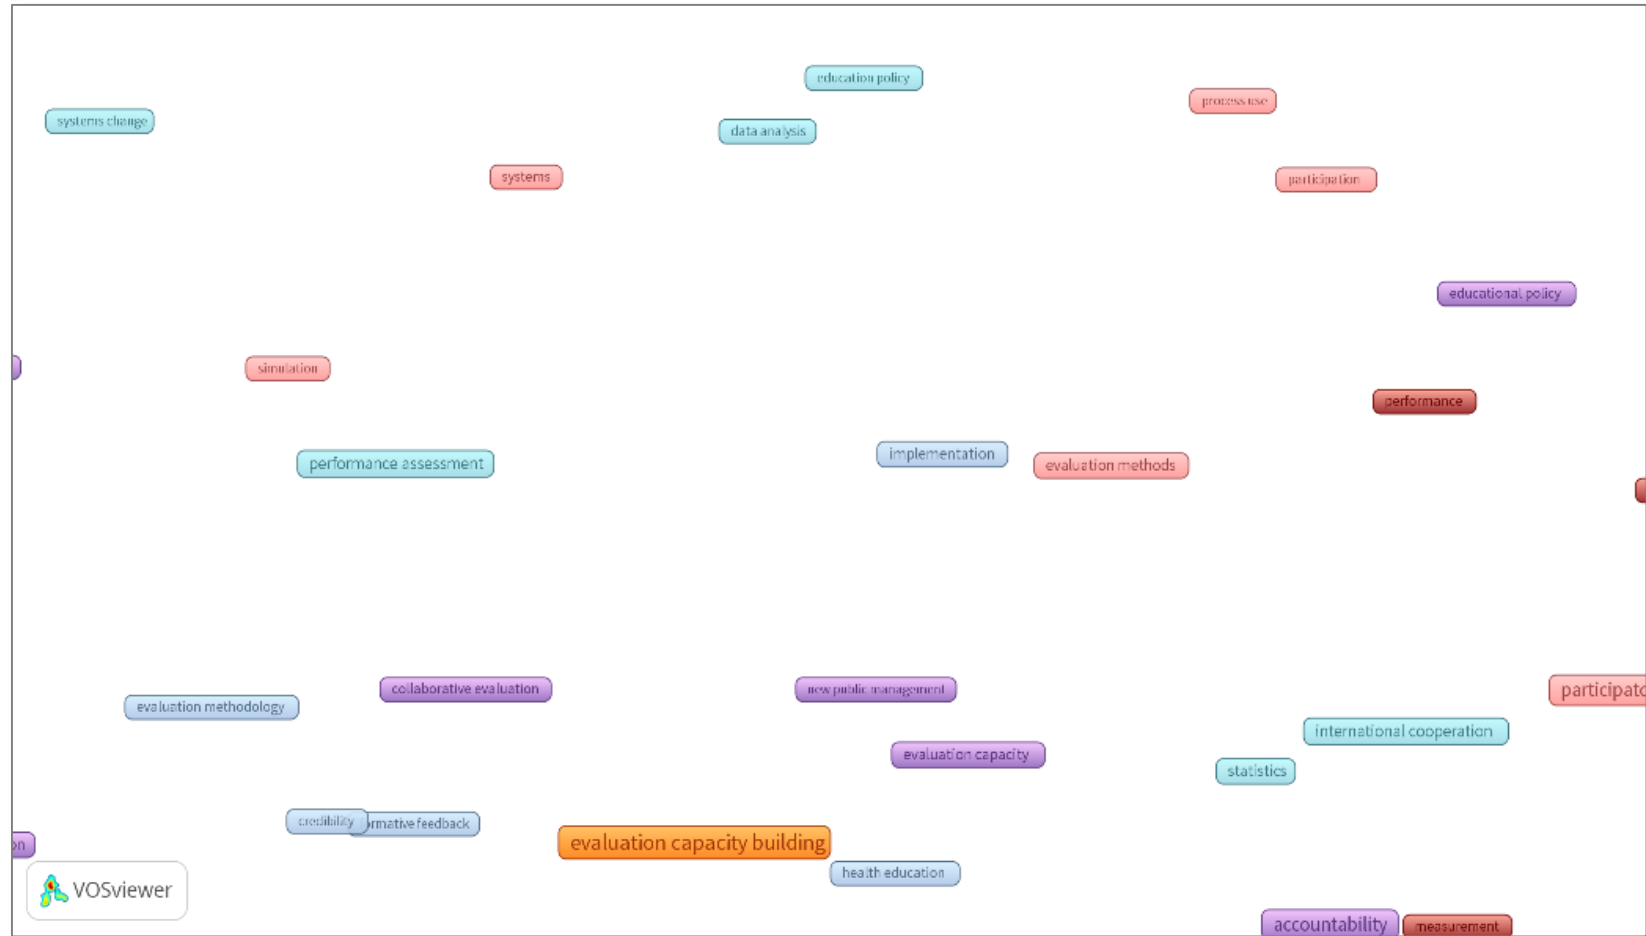 education policy
process use
systems change
data analysis
systems
participation
educational policy
simulation
performance
implementation
performance assessment
evaluation methods
collaborative evaluation
new public management
participato
evaluation methodology
international cooperation
evaluation capacity
statistics
credibility
ormative feedback
evaluation capacity building
on
health education
VOSviewer
accountability
measurement